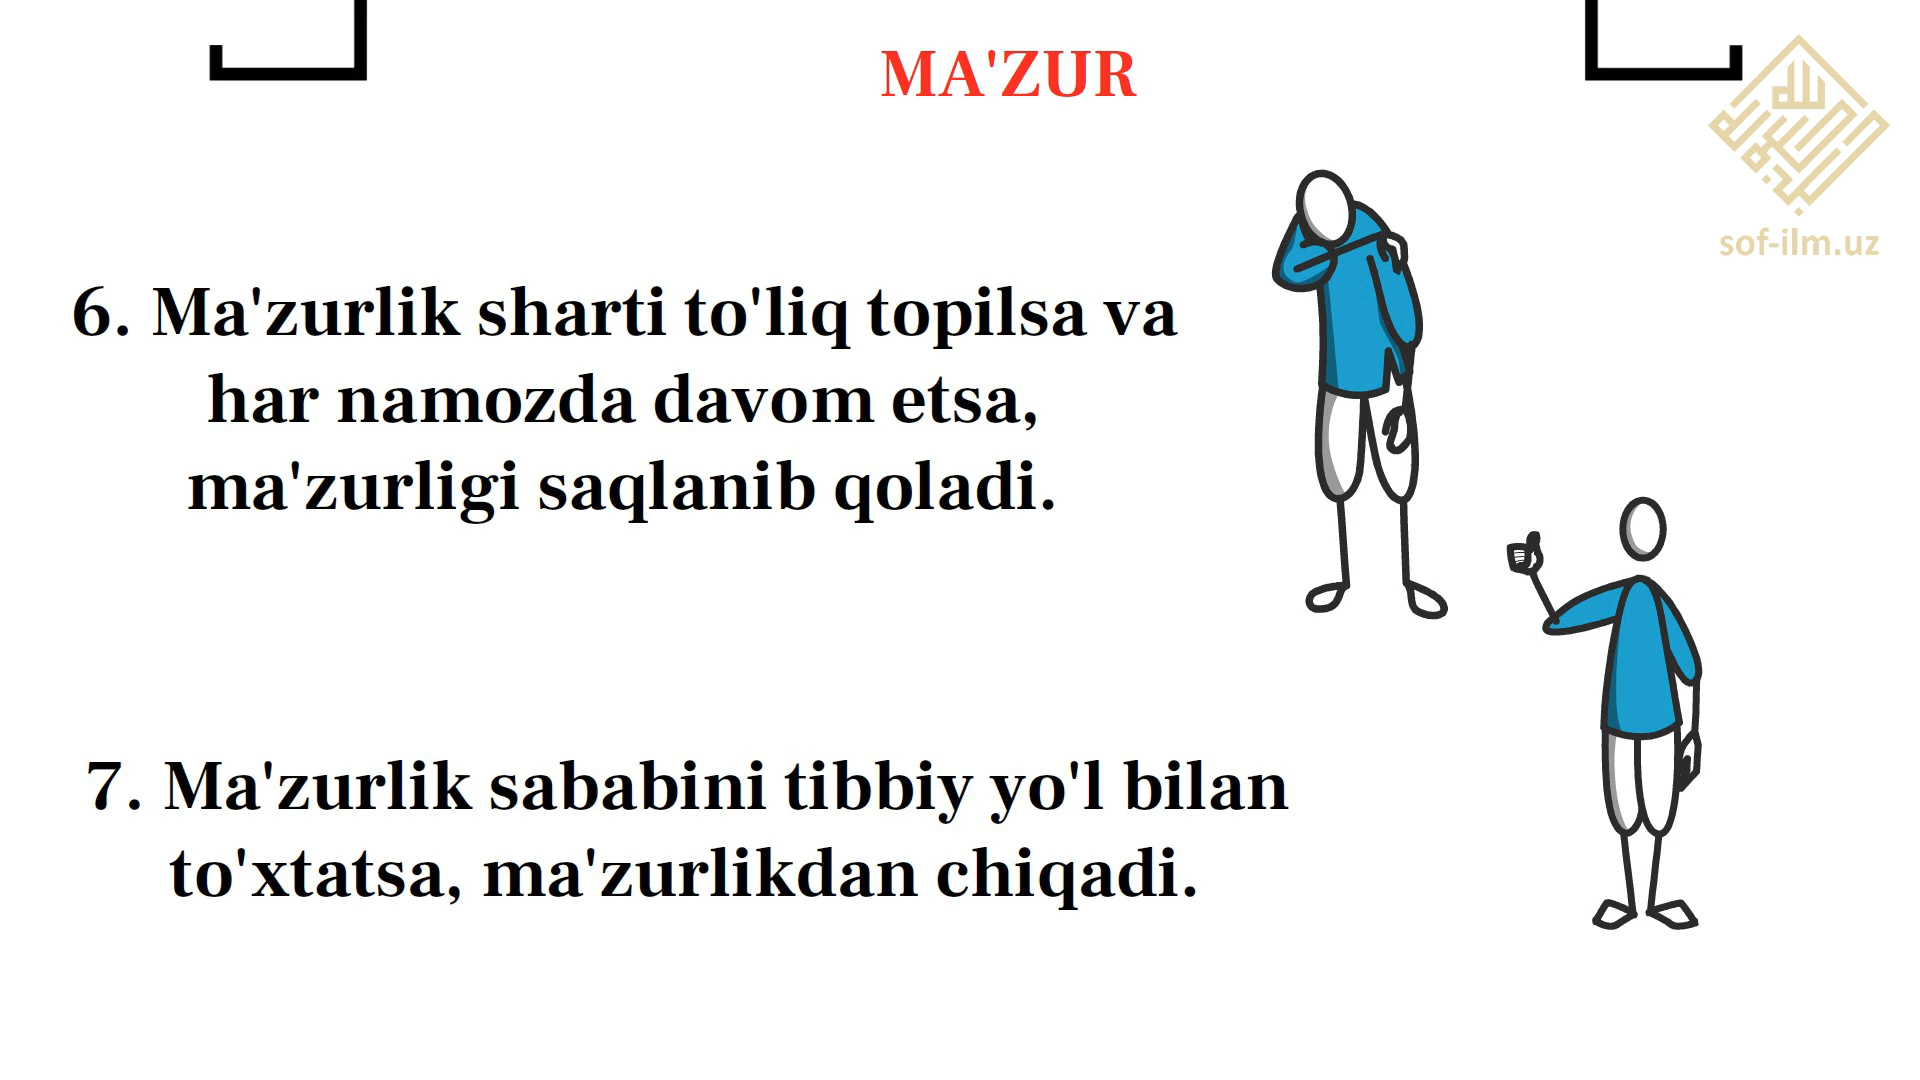 MA'ZUR
sof-ilm.uz
6. Ma'zurlik sharti to'liq topilsa va
har namozda davom etsa,
ma'zurligi saqlanib qoladi.
7. Ma'zurlik sababini tibbiy yo'l bilan
to'xtatsa, ma'zurlikdan chiqadi.